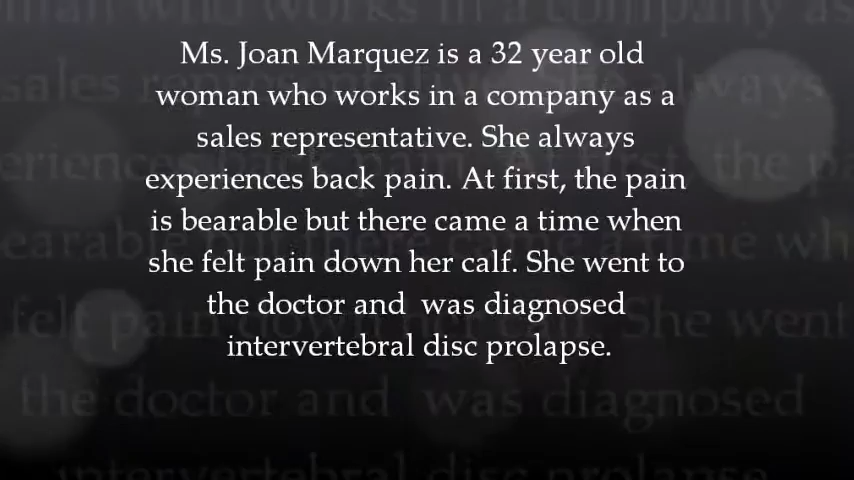 Ms. Joan Marquez is a 32 year old
woman who works in a company as a
sales representative. She always
experiences back pain. At first, the pain
is bearable but there came a time when
she felt pain down her calf. She went to
the doctor and  was diagnosed
intervertebral disc prolapse.